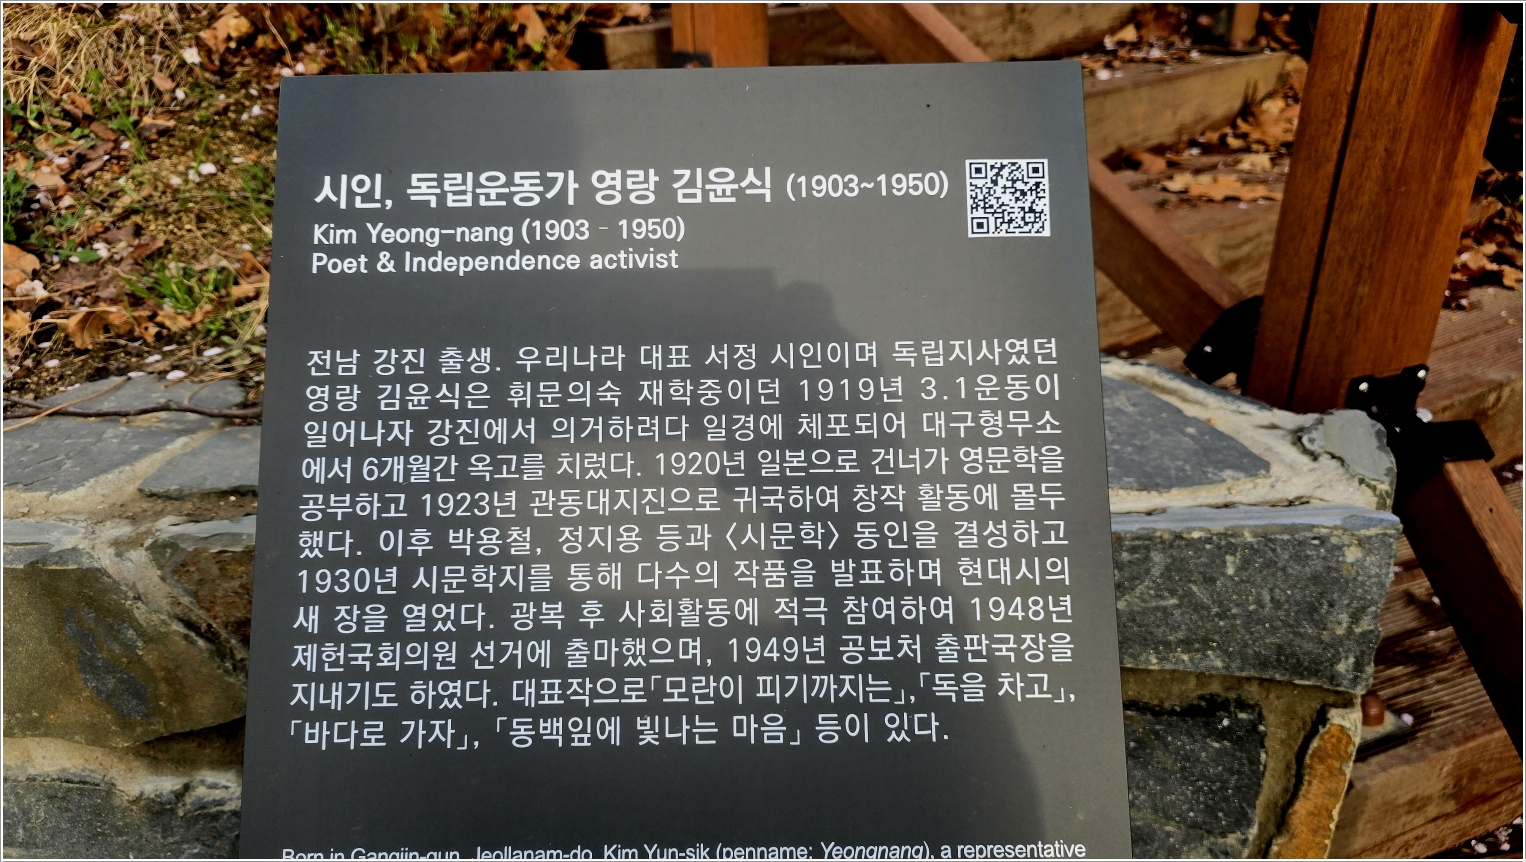 시인, 독립운동가 영랑 김윤식 (1903~1950)
Kim Yeong-nang (1903 - 1950)
Poet & Independence activist
전남 강진 출생. 우리나라 대표 서정 시인이며 독립지사였던
영랑 김윤식은 휘문의숙 재학중이던 1919년 3.1운동이
일어나자 강진에서 의거하려다 일경에 체포되어 대구형무소
에서 6개월간 옥고를 치렀다. 1920년 일본으로 건너가 영문학을
공부하고 1923년 관동대지진으로 귀국하여 창작 활동에 몰두
했다. 이후 박용철, 정지용 등과 〈시문학〉 동인을 결성하고
1930년 시문학지를 통해 다수의 작품을 발표하며 현대시의
새 장을 열었다. 광복 후 사회활동에 적극 참여하여 1948년
제헌국회의원 선거에 출마했으며, 1949년 공보처 출판국장을
지내기도 하였다. 대표작으로「모란이 피기까지는」,「독을 차고」,
「바다로 가자」, 「동백잎에 빛나는 마음」 등이 있다.
Born in Gangjin-gun, Jeollanam-do, Kim Yun-sik (penname: Yeongnang), a representative